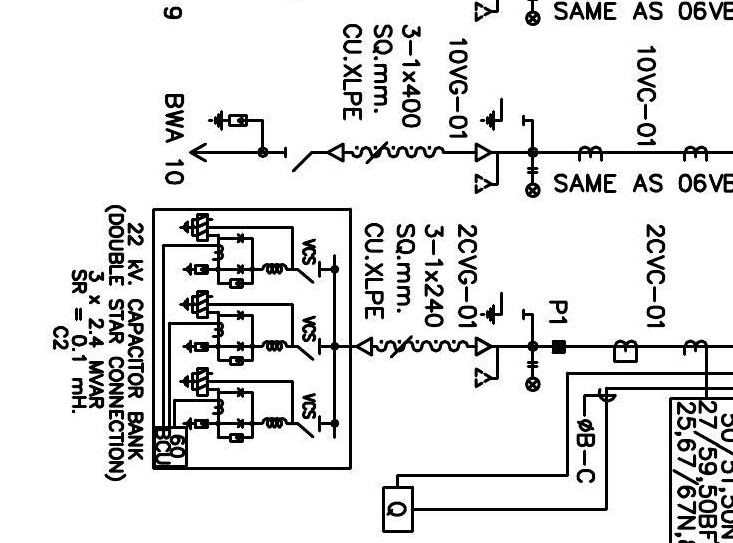 9
SAME AS 06VE
10VC-01
10VG-01
3-1x400
SQ.mm.
CU.XLPE
BWA 10
SAME AS 06VE
2CVC-01
P1
2CVG-01
3-1x240
SQ.mm.
CU.XLPE
VCS
VCS
VCS
60
BCU
22 kV. CAPACITOR BANK
(DOUBLE STAR CONNECTION)
3 x 2.4 MVAR
SR = 0.1 mH.
C2
øB-C
Q
50/51,50N
27/59,50BF
25,67/67N,